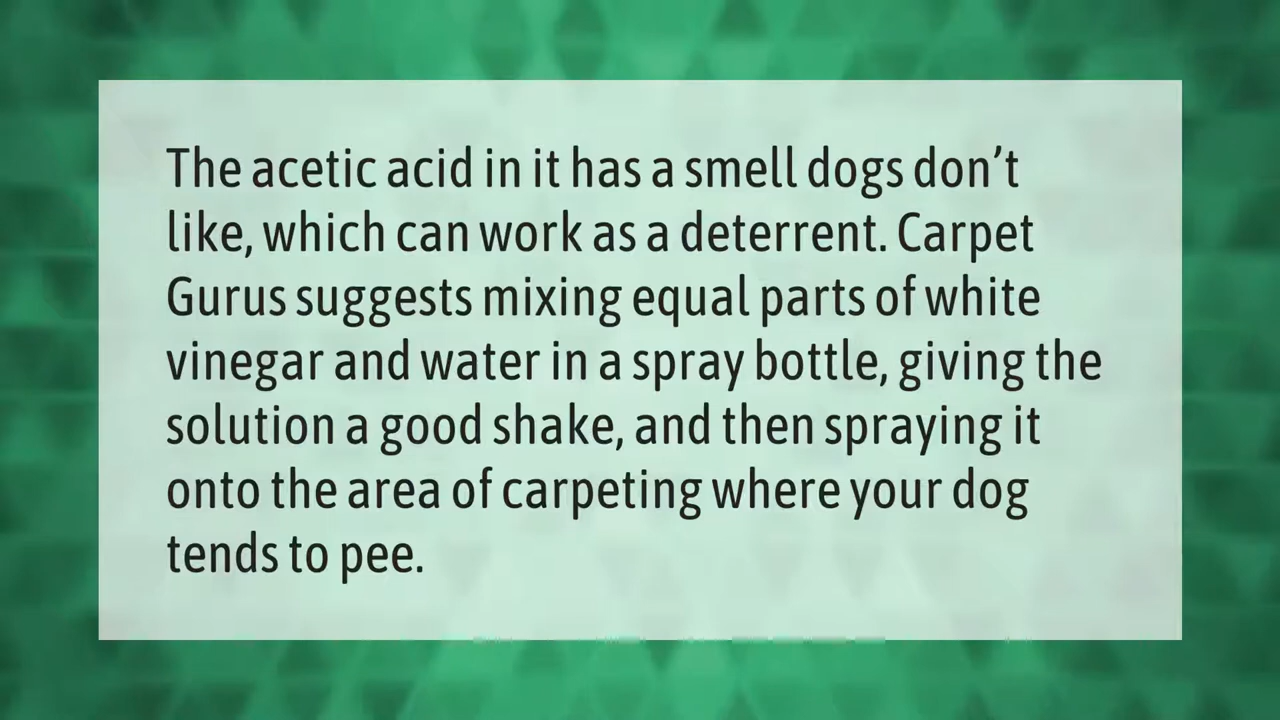 The acetic acid in it has a smell dogs don’t
like, which can work as a deterrent. Carpet
Gurus suggests mixing equal parts of white
vinegar and water in a spray bottle, giving the
solution a good shake, and then spraying it
onto the area of carpeting where your dog
tends to pee.